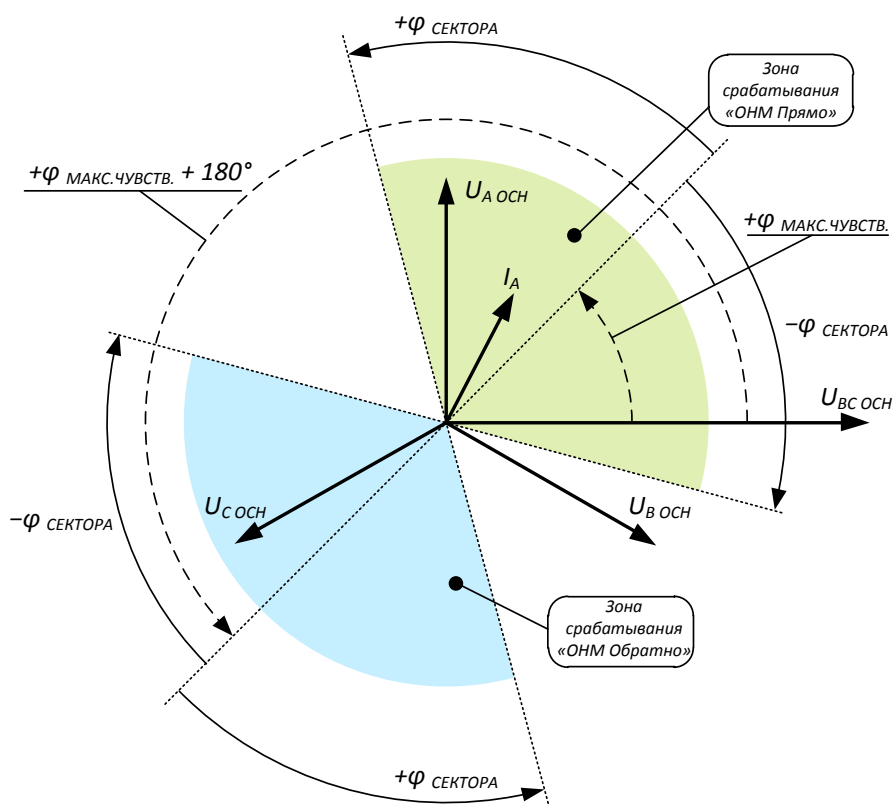 +φ СЕКТОРА
Зона
срабатывания
«ОНМ Прямо»
+φ МАКС.ЧУВСТВ. + 180°
U А ОСН
+φ МАКС.ЧУВСТВ.
I А
−φ СЕКТОРА
U ВС ОСН
U С ОСН
U В ОСН
−φ СЕКТОРА
Зона
срабатывания
«ОНМ Обратно»
+φ СЕКТОРА